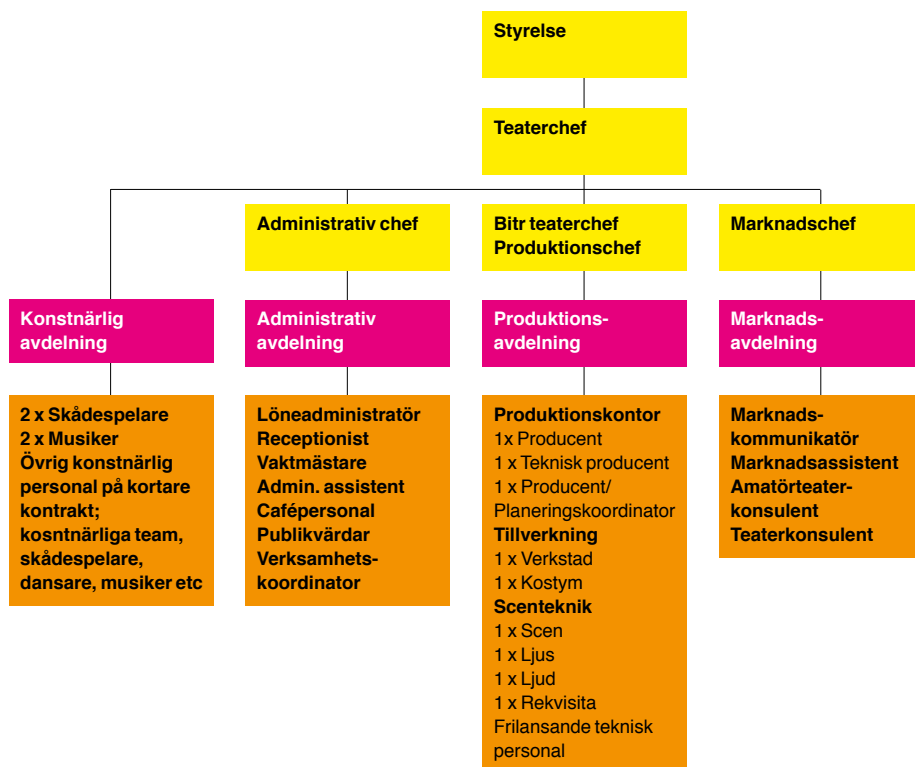 Styrelse
Teaterchef
Administrativ chef
Bitr teaterchef
Produktionschef
Marknadschef
Konstnärlig
avdelning
Administrativ
avdelning
Produktions-
avdelning
Marknads-
avdelning
2 x Skådespelare
2 x Musiker
Övrig konstnärlig
personal på kortare
kontrakt;
kosntnärliga team,
skådespelare,
dansare, musiker etc
Löneadministratör
Receptionist
Vaktmästare
Admin. assistent
Cafépersonal
Publikvärdar
Verksamhets-
koordinator
Produktionskontor
1x Producent
1 x Teknisk producent
1 x Producent/
Planeringskoordinator
Tillverkning
1 x Verkstad
1 x Kostym
Scenteknik
1 x Scen
1 x Ljus
1 x Ljud
1 x Rekvisita
Frilansande teknisk
personal
Marknads-
kommunikatör
Marknadsassistent
Amatörteater-
konsulent
Teaterkonsulent